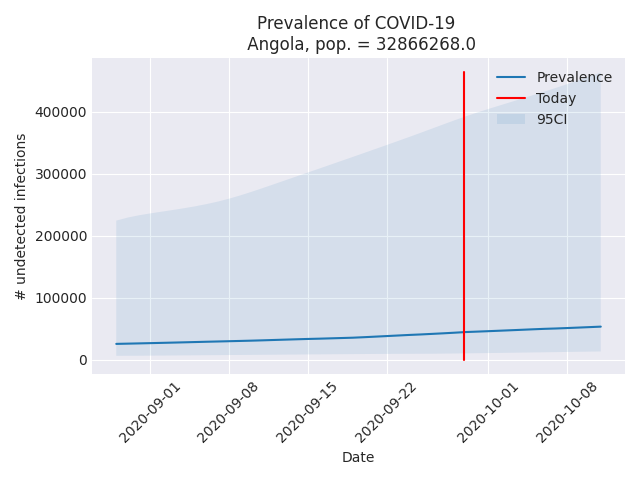 Prevalence of COVID-19
Angola, pop. = 32866268.0
Prevalence
Today
95CI
# undetected infections
400000
300000
200000
100000
0
2020-09-01
2020-09-08
2020-09-15
2020-09-22
2020-10-01
2020-10-08
Date